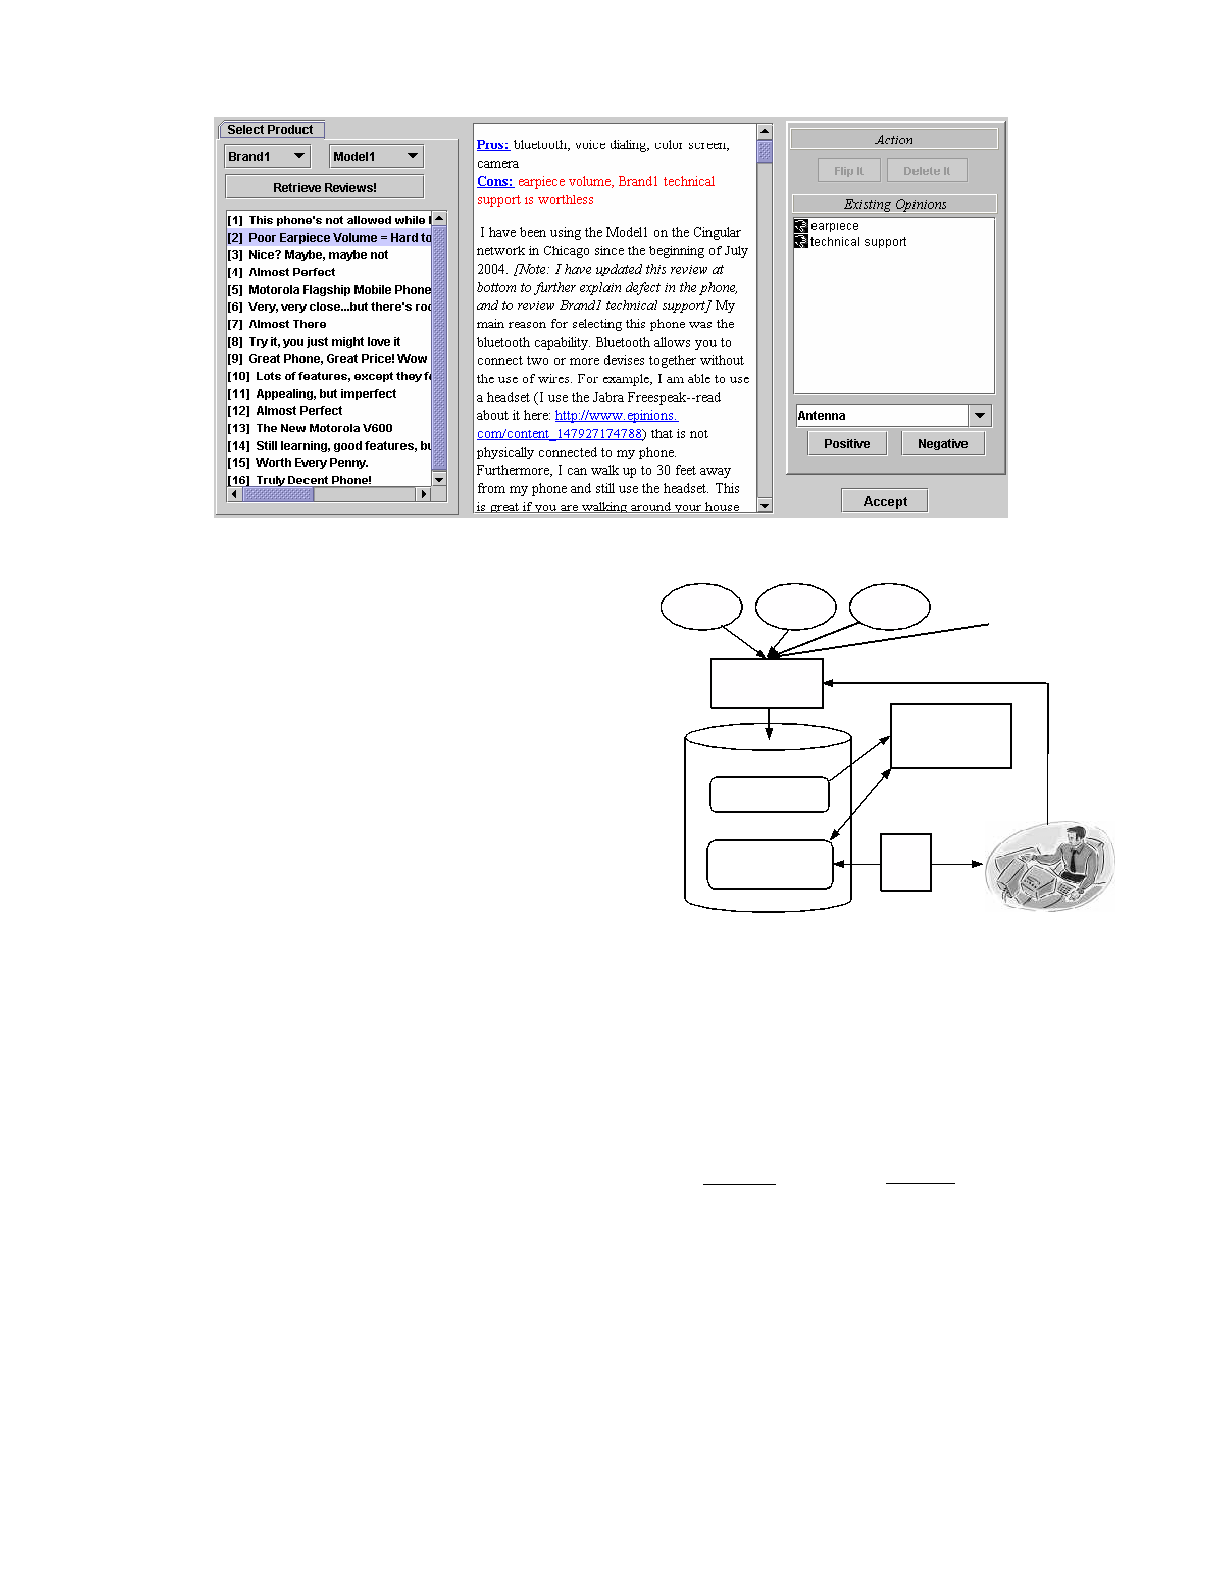 Select Product
Brand1
Model1
Retrieve Reviews!
[1] This phone's not allowed while
[2] Poor Earpiece Volume = Hard to
[3] Nice? Maybe, maybe not
[4] Almost Perfect
[5] Motorola Flagship Mobile Phone
[6] Very, very close...but there's roo
[7] Almost There
[8] Try it, you just might love it
[9] Great Phone, Great Price! Wow
[10] Lots of features, except they fe
[11] Appealing, but imperfect
[12] Almost Perfect
[13] The New Motorola V600
[14] Still learning, good features, bu
[15] Worth Every Penny.
[16] Truly Decent Phone!
Pros: bluetooth, voice dialing, color screen,
camera
Cons: earpiece volume, Brand1 technical
support is worthless
I have been using the Model1 on the Cingular
network in Chicago since the beginning of July
2004. [Note: I have updated this review at
bottom to further explain defect in the phone,
and to review Brand1 technical support] My
main reason for selecting this phone was the
bluetooth capability. Bluetooth allows you to
connect two or more devises together without
the use of wires. For example, I am able to use
a headset (I use the Jabra Freespeak--read
about it here: http://www.epinions.
com/content_147927174788) that is not
physically connected to my phone.
Furthermore, I can walk up to 30 feet away
from my phone and still use the headset. This
is great if you are walking around your house
Action
Flip It
Delete It
Existing Opinions
earpiece
technical support
Antenna
Positive
Negative
Accept